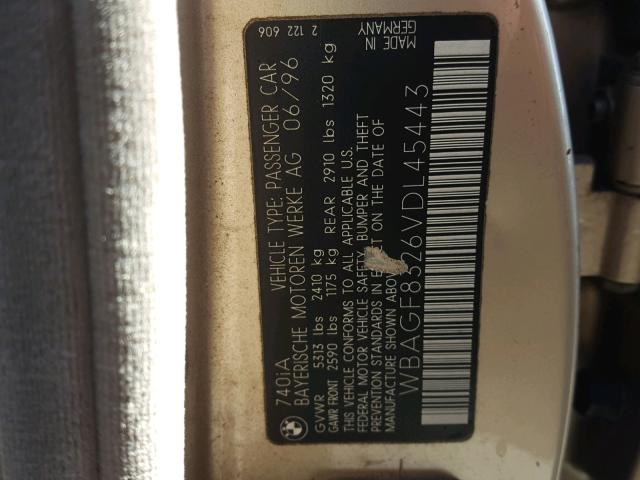 740iA VEHICLE TYPE: PASSENGER CAR
BAYERISCHE MOTOREN WERKE AG 06/96
GVWR 5313 lbs 2410 kg
GAWR FRONT 2590 lbs 1175 kg REAR 2910 lbs 1320 kg
THIS VEHICLE CONFORMS TO ALL APPLICABLE U.S.
FEDERAL MOTOR VEHICLE SAFETY, BUMPER AND THEFT
PREVENTION STANDARDS IN EFFECT ON THE DATE OF
MANUFACTURE SHOWN ABOVE
WBAGF8326VDL45443
2 122 606
MADE IN
GERMANY